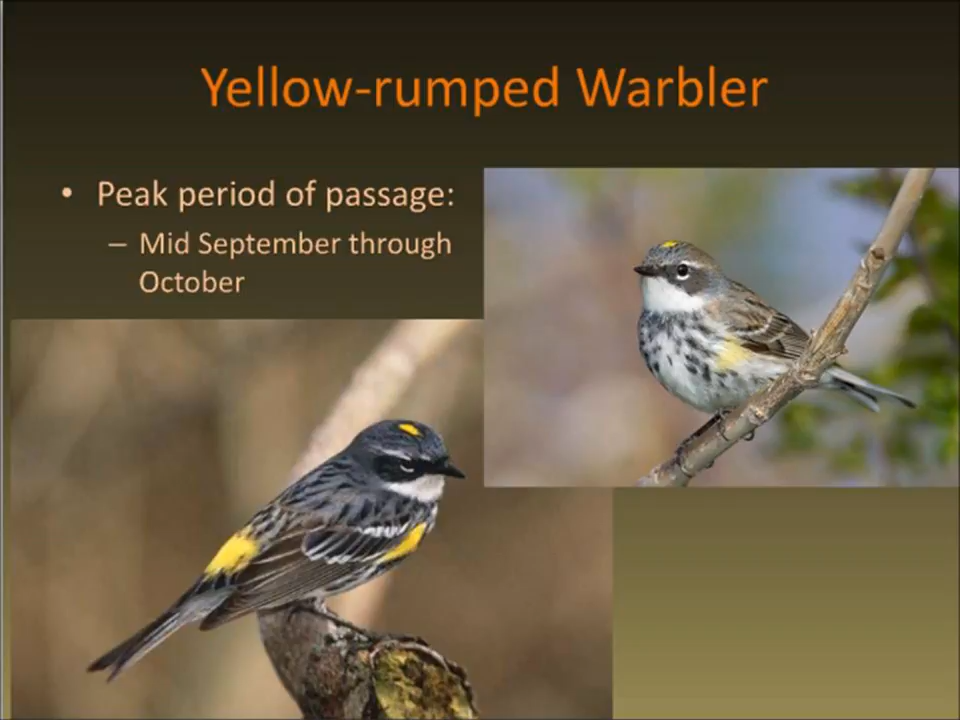 Yellow-rumped Warbler
• Peak period of passage:
– Mid September through
October